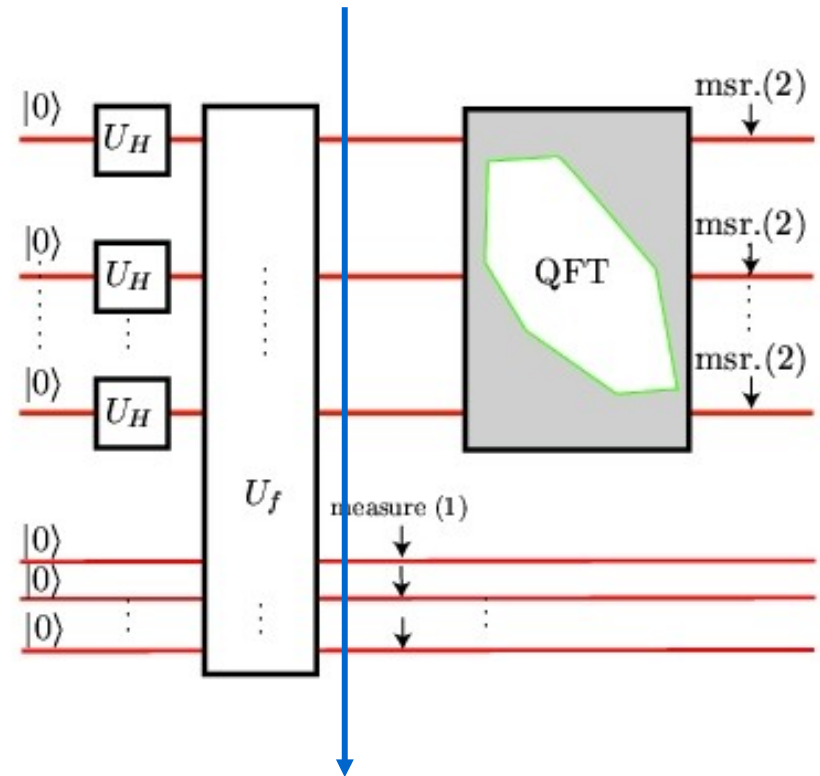 msr.(2)
|0⟩
U_H
msr.(2)
|0⟩
U_H
QFT
msr.(2)
|0⟩
U_H
U_f
measure (1)
|0⟩
|0⟩
|0⟩